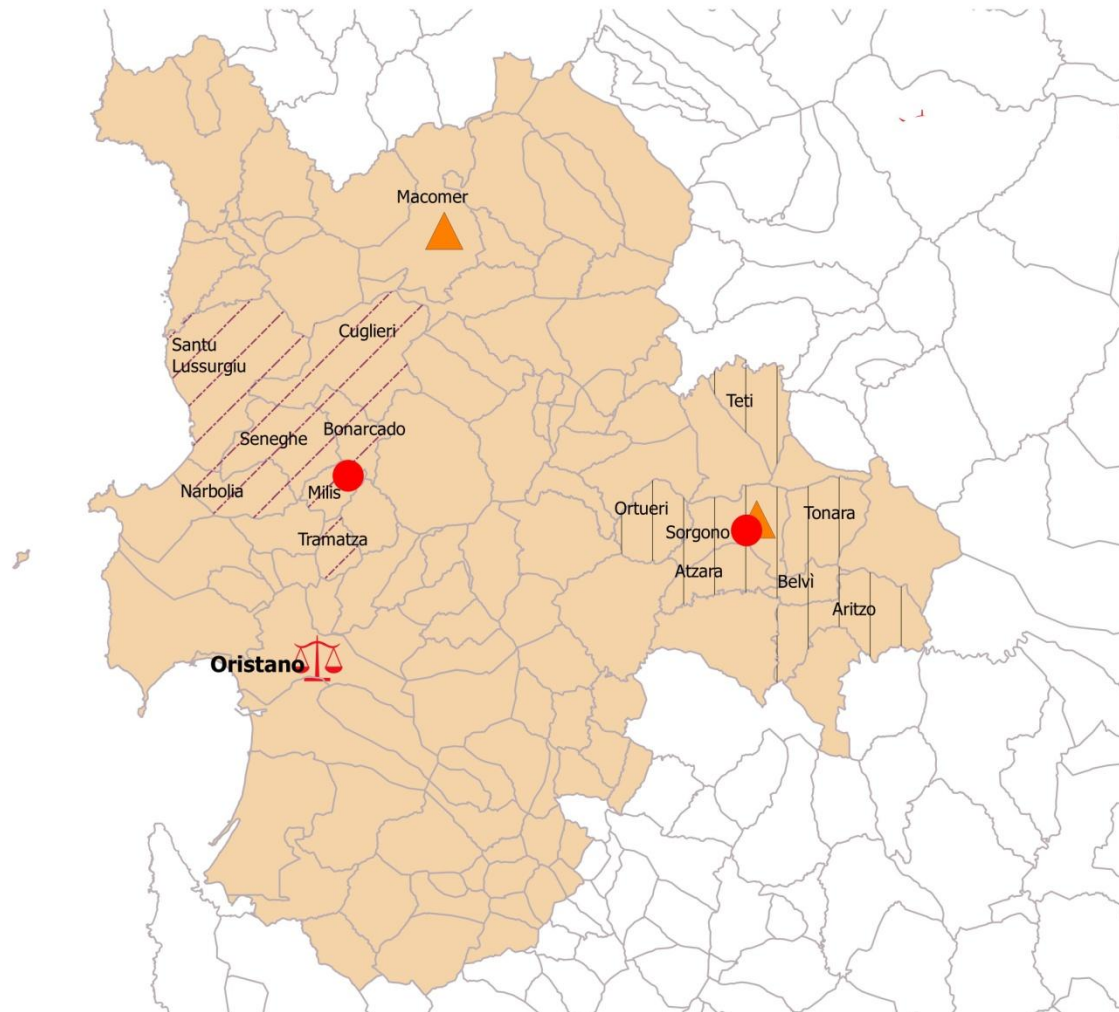 Macomer
Cuglieri
Santu
Lussurgiu
Teti
Bonarcado
Seneghe
Narbolia
Milis
Ortueri
Tonara
Sorgono
Tramatza
Atzara
Belvì
Aritzo
Oristano